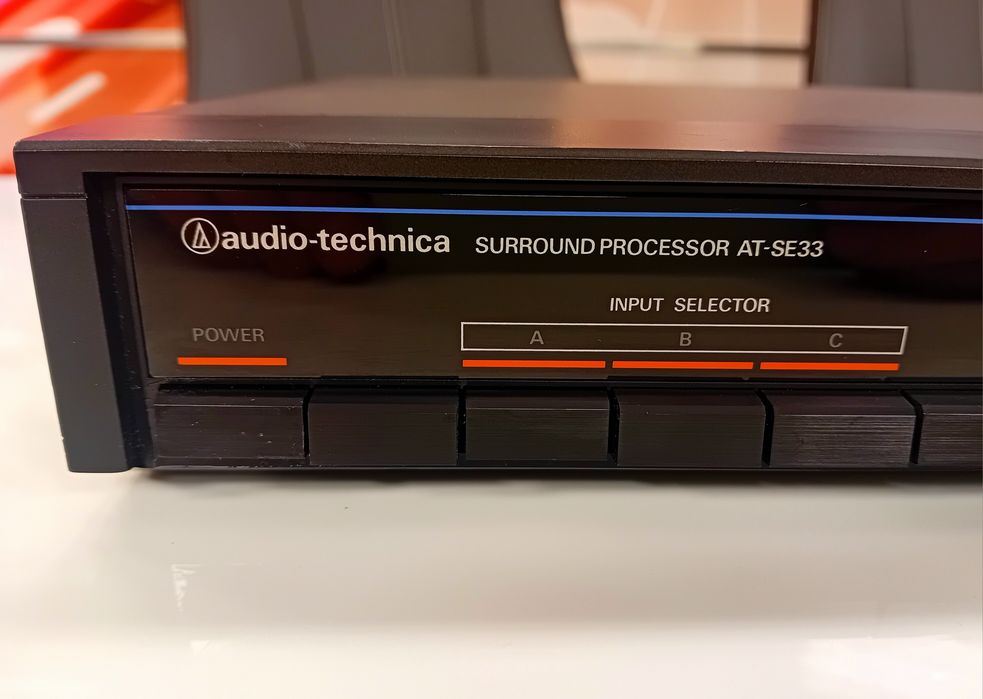 audio-technica SURROUND PROCESSOR AT-SE33
INPUT SELECTOR
POWER A B C